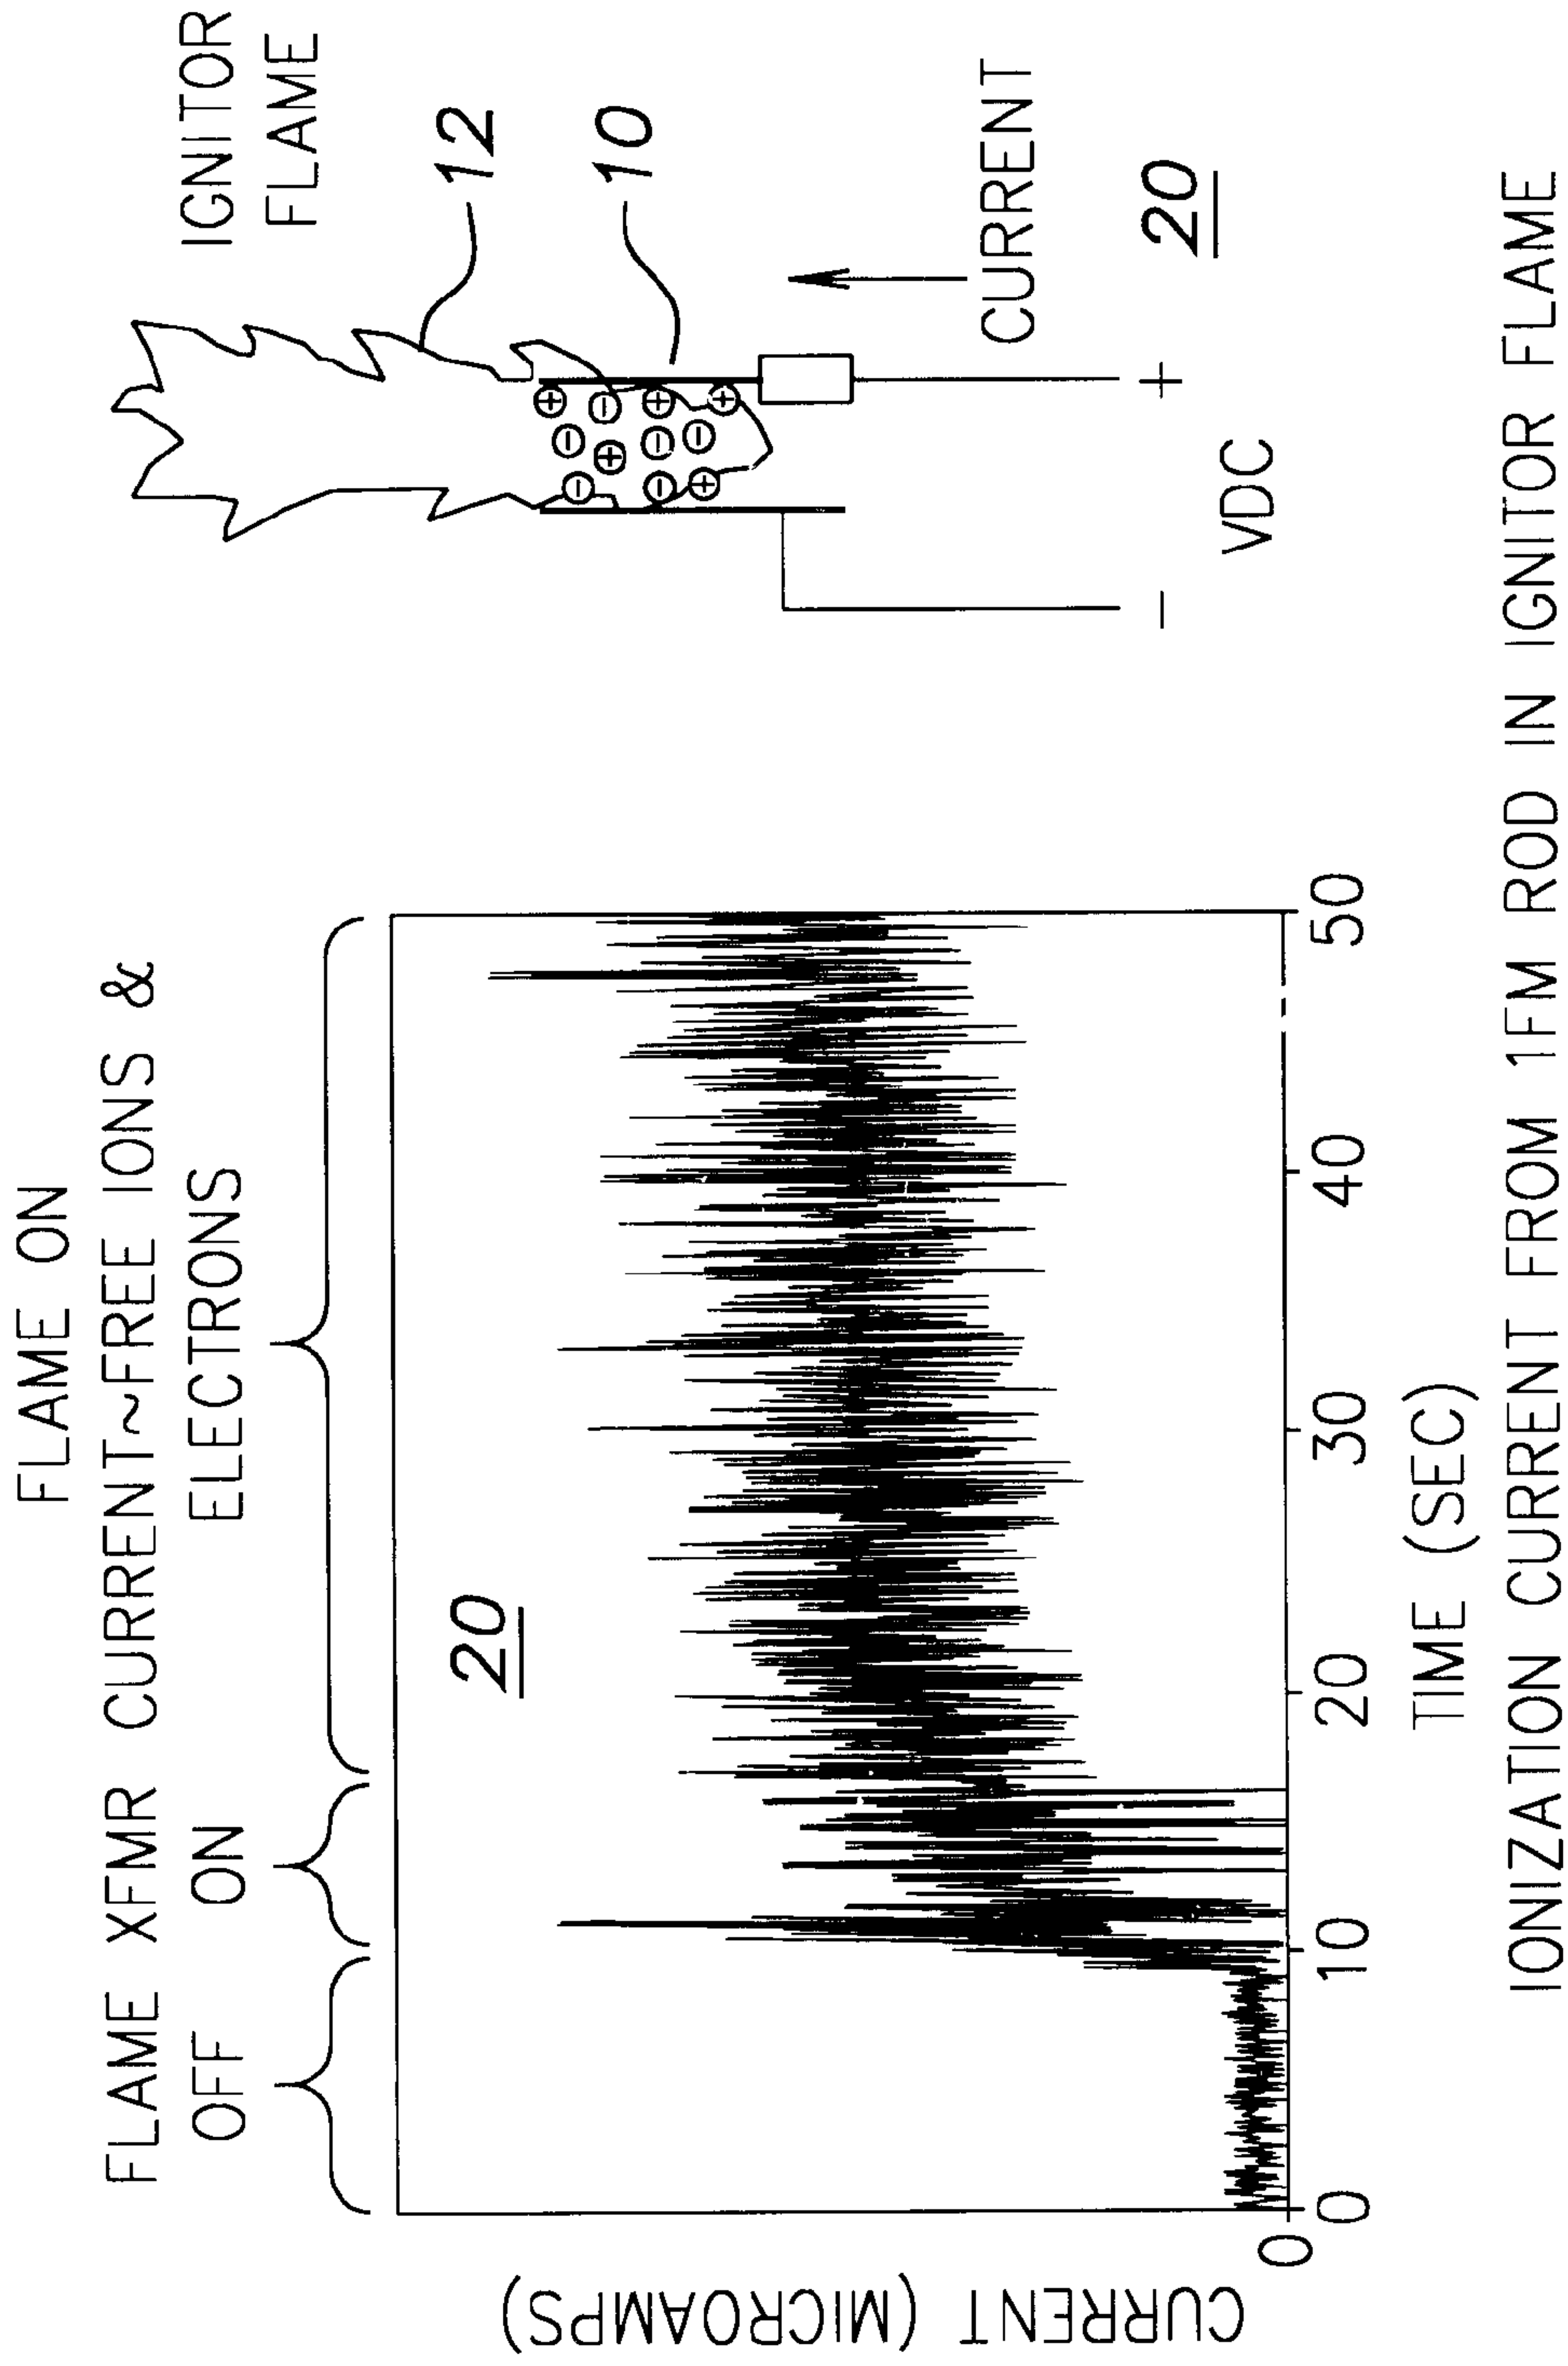 FLAME ON
FLAME XFMR CURRENT~FREE IONS &
OFF ON ELECTRONS
20
CURRENT (MICROAMPS)
0
0 10 20 30 40 50
TIME (SEC)
IGNITOR
FLAME
12
10
CURRENT
- +
VDC
20
IONIZATION CURRENT FROM 1FM ROD IN IGNITOR FLAME